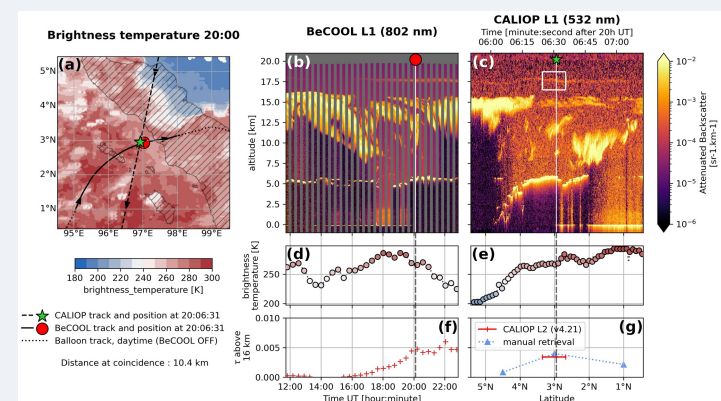 Brightness temperature 20:00
BeCOOL L1 (802 nm)
CALIOP L1 (532 nm)
Time [minute:second after 20h UT]
06:00 06:15 06:30 06:45 07:00
(a)
5°N
4°N
3°N
2°N
1°N
95°E 96°E 97°E 98°E 99°E
(b)
altitude [km]
20.0
17.5
15.0
12.5
10.0
7.5
5.0
2.5
0.0
(c)
Attenuated Backscatter
[sr-1.km-1]
10−2
10−3
10−4
10−5
10−6
180 200 220 240 260 280 300
brightness_temperature [K]
(d)
brightness
temperature [K]
250
200
(e)
CALIOP track and position at 20:06:31
BeCOOL track and position at 20:06:31
Balloon track, daytime (BeCOOL OFF)
Distance at coincidence : 10.4 km
(f)
τ above
16 km
0.010
0.005
0.000
12:00 14:00 16:00 18:00 20:00 22:00
Time UT [hour:minute]
(g)
CALIOP L2 (v4.21)
manual retrieval
5°N 4°N 3°N 2°N 1°N
Latitude